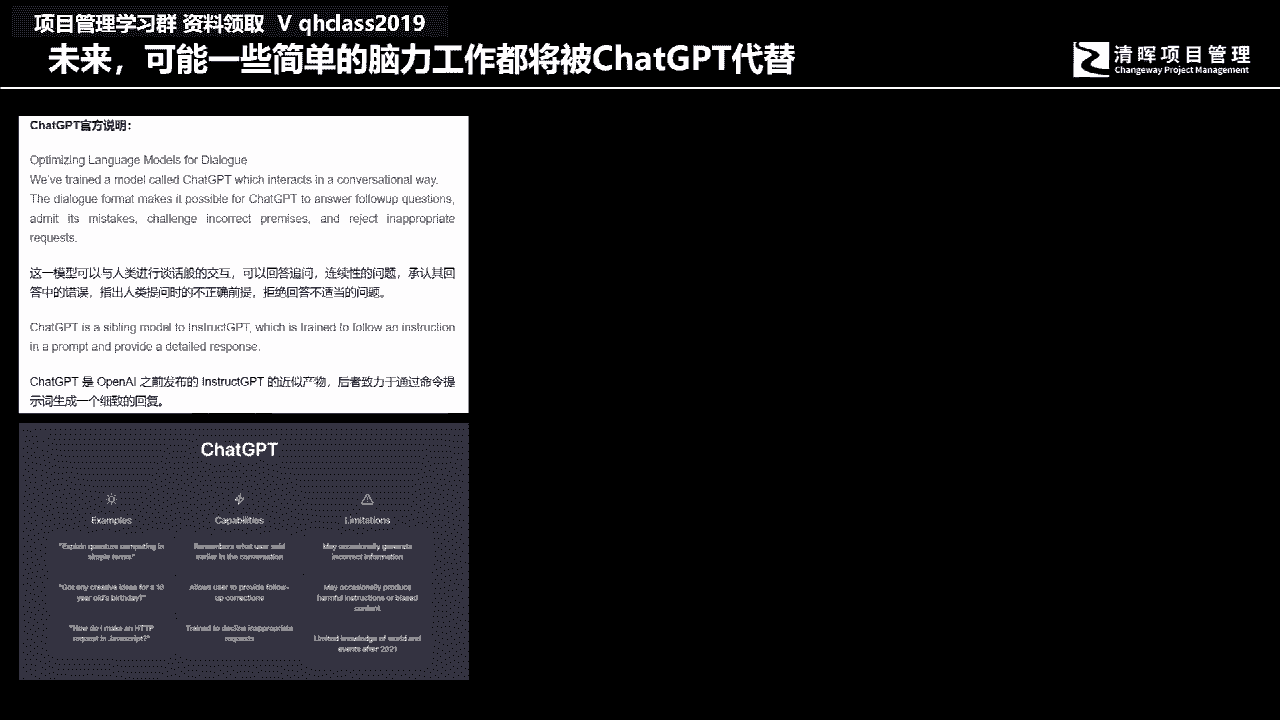 项目管理学习群 资料领取 V qhclass2019
未来，可能一些简单的脑力工作都将被ChatGPT代替
清晖项目管理
Changeway Project Management
ChatGPT官方说明：
Optimizing Language Models for Dialogue
We've trained a model called ChatGPT which interacts in a conversational way.
The dialogue format makes it possible for ChatGPT to answer followup questions,
admit its mistakes, challenge incorrect premises, and reject inappropriate
requests.
这一模型可以与人类进行谈话般的交互，可以回答追问，连续性的问题，承认其回
答中的错误，指出人类提问时的不正确前提，拒绝回答不适当的问题。
ChatGPT is a sibling model to InstructGPT, which is trained to follow an instruction
in a prompt and provide a detailed response.
ChatGPT 是 OpenAI 之前发布的 InstructGPT 的近似产物，后者致力于通过命令提
示词生成一个细致的回复。
ChatGPT
Examples
"Explain quantum computing in
simple terms"
"Got any creative ideas for a 10
year old's birthday?"
"How do I make an HTTP
request in Javascript?"
Capabilities
Remembers what user said
earlier in the conversation
Allows user to provide follow-
up corrections
Trained to decline inappropriate
requests
Limitations
May occasionally generate
incorrect information
May occasionally produce
harmful instructions or biased
content
Limited knowledge of world and
events after 2021